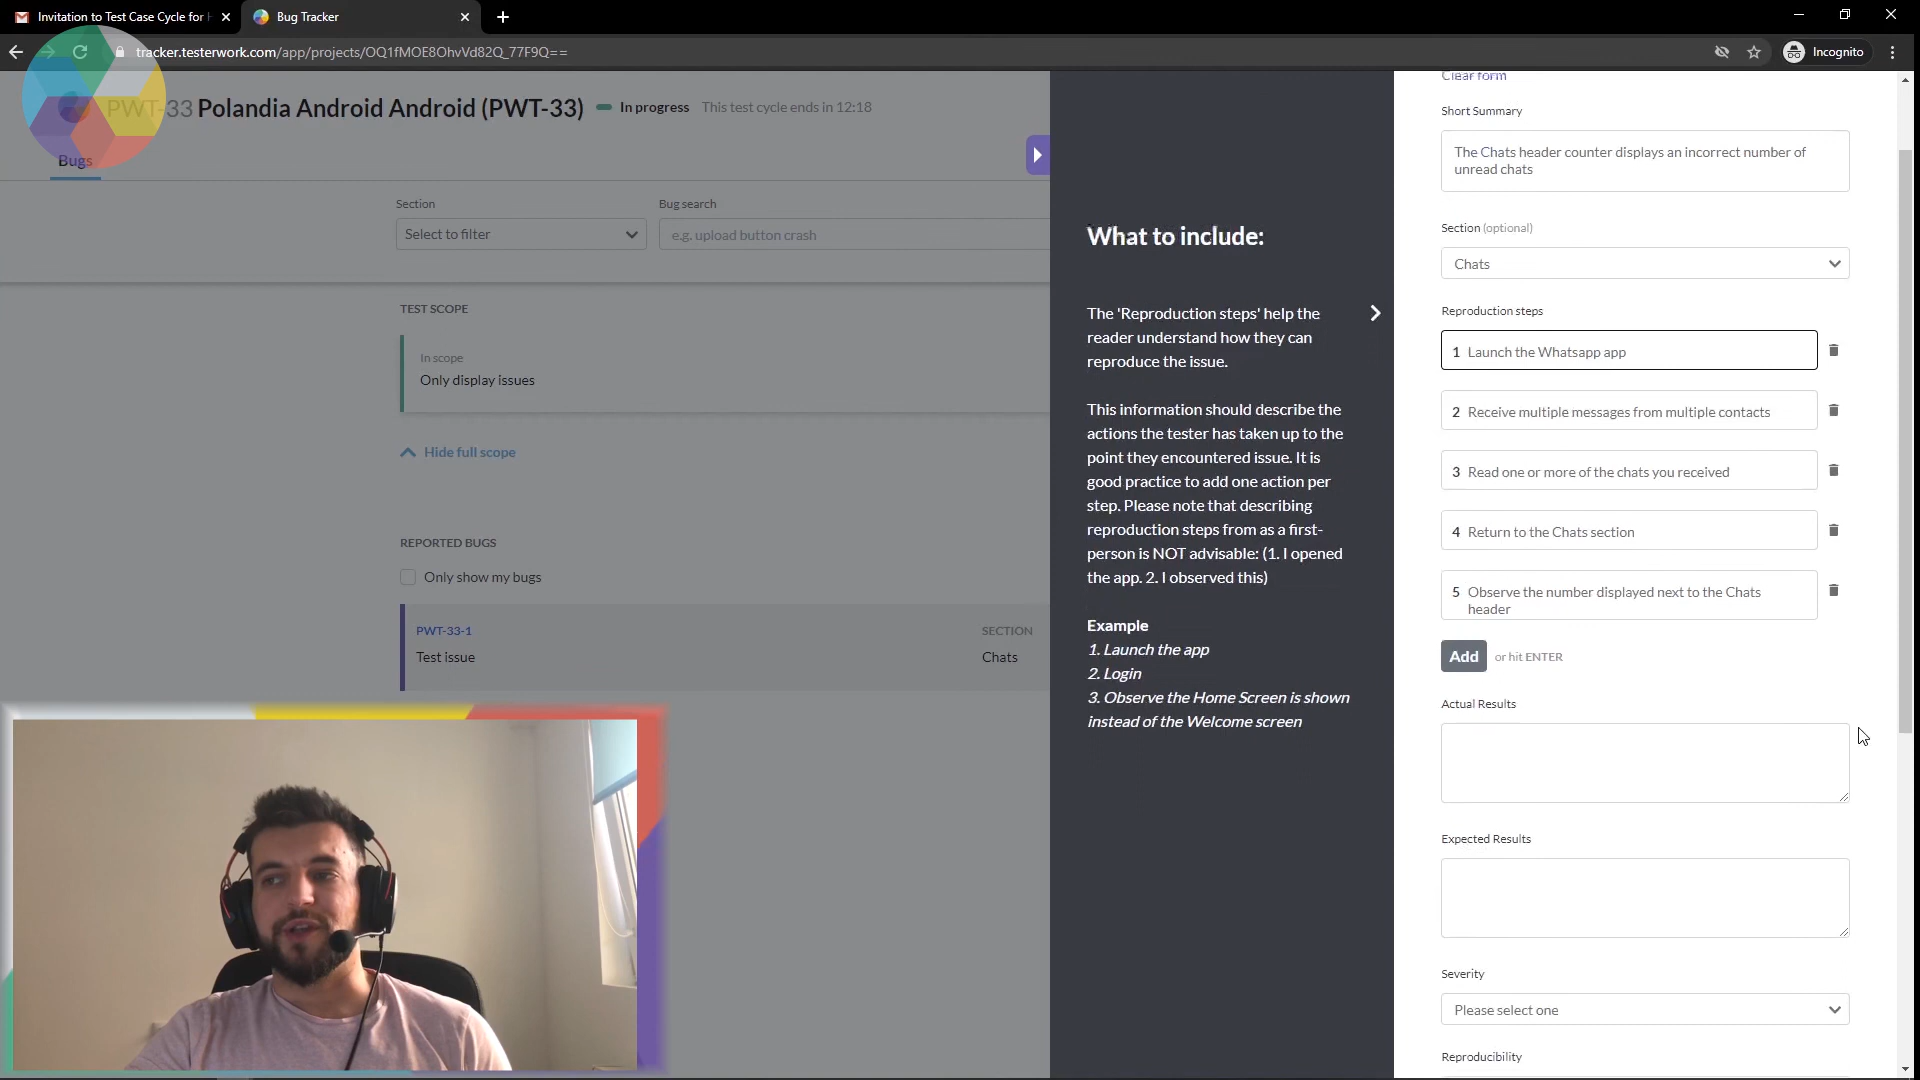 Invitation to Test Case Cycle for
Bug Tracker
tracker.testerwork.com/app/projects/OQ1fMOE8OhvVd82Q_77F9Q==
Incognito
PWT-33 Polandia Android Android (PWT-33)
In progress
This test cycle ends in 12:18
Bugs
Section
Bug search
Select to filter
e.g. upload button crash
TEST SCOPE
In scope
Only display issues
Hide full scope
REPORTED BUGS
Only show my bugs
PWT-33-1
SECTION
Test issue
Chats
What to include:
The 'Reproduction steps' help the
reader understand how they can
reproduce the issue.
This information should describe the
actions the tester has taken up to the
point they encountered issue. It is
good practice to add one action per
step. Please note that describing
reproduction steps from as a first-
person is NOT advisable: (1. I opened
the app. 2. I observed this)
Example
1. Launch the app
2. Login
3. Observe the Home Screen is shown
instead of the Welcome screen
Clear form
Short Summary
The Chats header counter displays an incorrect number of
unread chats
Section (optional)
Chats
Reproduction steps
1 Launch the Whatsapp app
2 Receive multiple messages from multiple contacts
3 Read one or more of the chats you received
4 Return to the Chats section
5 Observe the number displayed next to the Chats
header
Add or hit ENTER
Actual Results
Expected Results
Severity
Please select one
Reproducibility